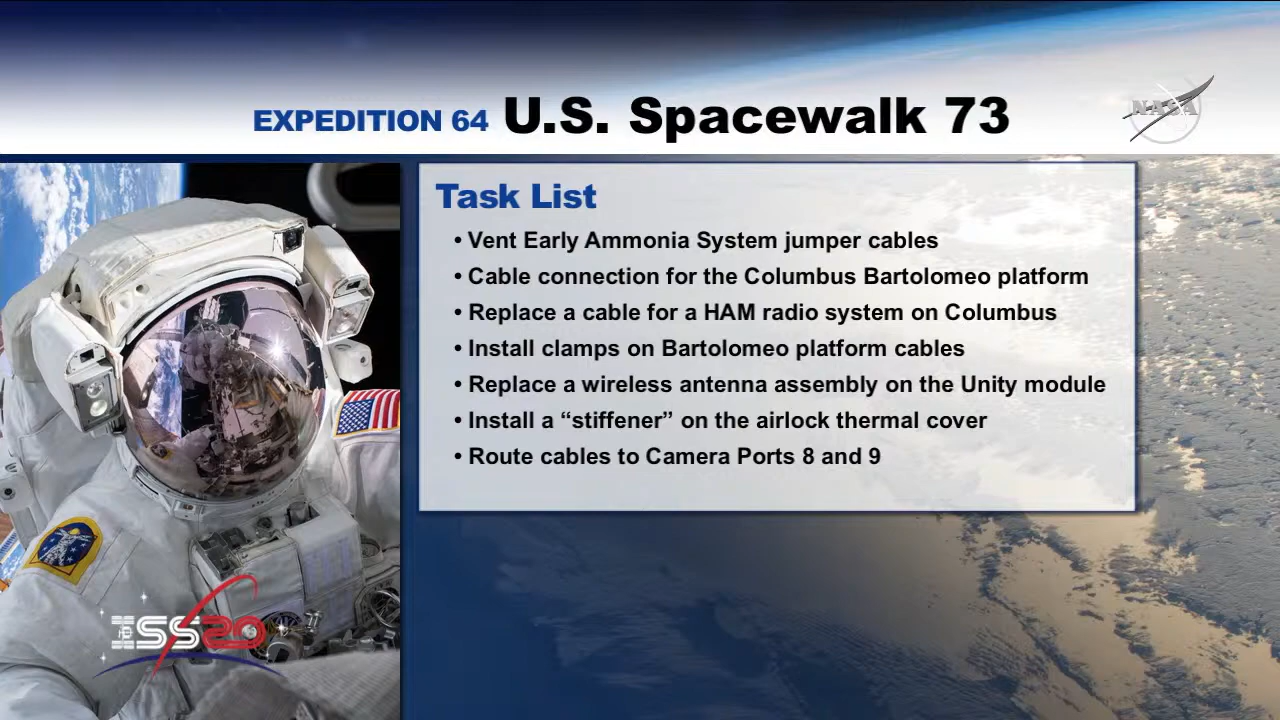 EXPEDITION 64 U.S. Spacewalk 73
NASA
Task List
• Vent Early Ammonia System jumper cables
• Cable connection for the Columbus Bartolomeo platform
• Replace a cable for a HAM radio system on Columbus
• Install clamps on Bartolomeo platform cables
• Replace a wireless antenna assembly on the Unity module
• Install a “stiffener” on the airlock thermal cover
• Route cables to Camera Ports 8 and 9
ISS20